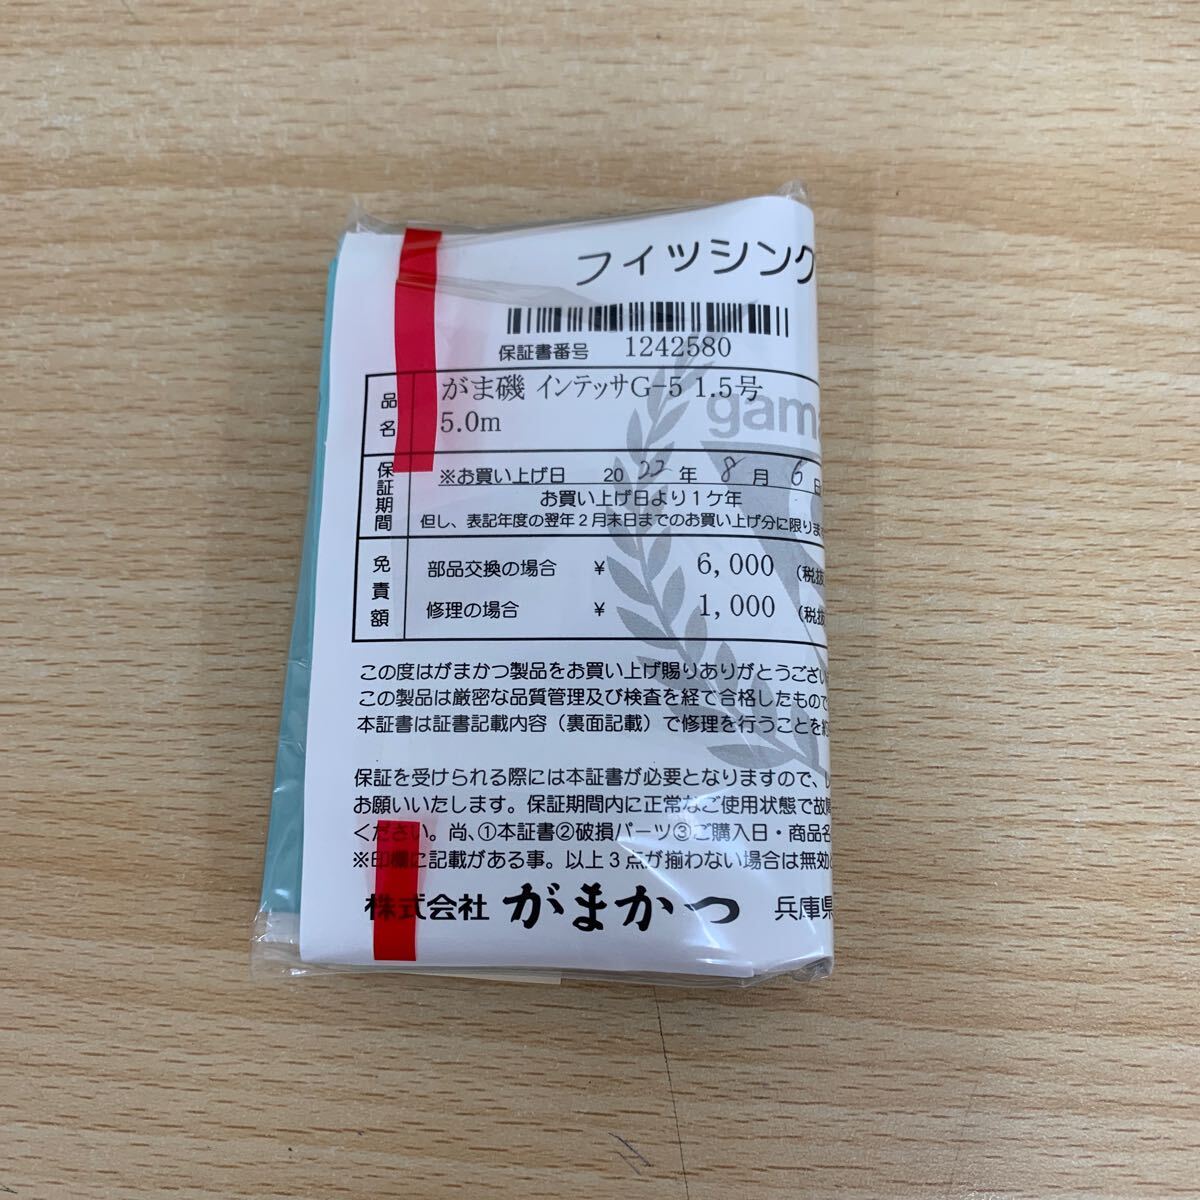 フィッシング
保証書番号 1242580
品名 がま磯 インテッサG-5 1.5号
5.0m
gama
保証期間 ※お買い上げ日 2022年 8月 6日
お買い上げ日より1ケ年
但し、表記年度の翌年2月末日までのお買い上げ分に限りま
免責額 部品交換の場合 ¥ 6,000 (税抜
修理の場合 ¥ 1,000 (税抜
この度はがまかつ製品をお買い上げ賜りありがとうござい
この製品は厳密な品質管理及び検査を経て合格したもので
本証書は証書記載内容（裏面記載）で修理を行うことを
保証を受けられる際には本証書が必要となりますので、
お願いいたします。保証期間内に正常なご使用状態で故
ください。尚、①本証書②破損パーツ③ご購入日・商品名
※印欄に記載がある事。以上3点が揃わない場合は無効
株式会社 がまかつ 兵庫県